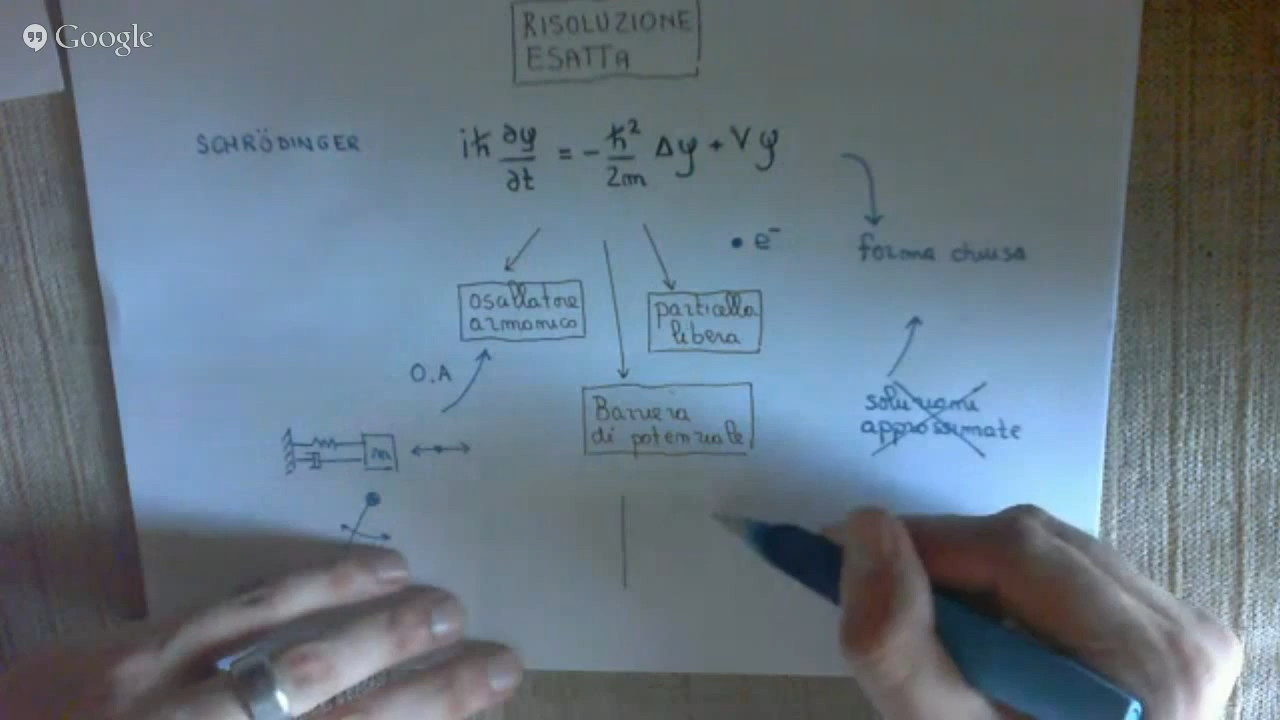 Google
RISOLUZIONE
ESATTA
SCHRÖDINGER
iħ ∂ψ/∂t = - ħ²/2m Δψ + Vψ
• e⁻
forma chiusa
oscillatore
armonico
particella
libera
O.A
Barriera
di potenziale
soluzioni
approssimate
m